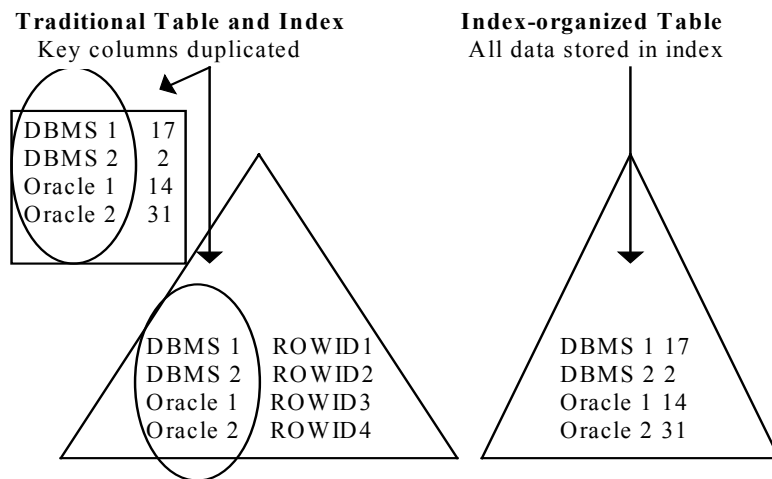 Traditional Table and Index
Key columns duplicated
DBMS 1 17
DBMS 2 2
Oracle 1 14
Oracle 2 31
DBMS 1 ROWID1
DBMS 2 ROWID2
Oracle 1 ROWID3
Oracle 2 ROWID4
Index-organized Table
All data stored in index
DBMS 1 17
DBMS 2 2
Oracle 1 14
Oracle 2 31